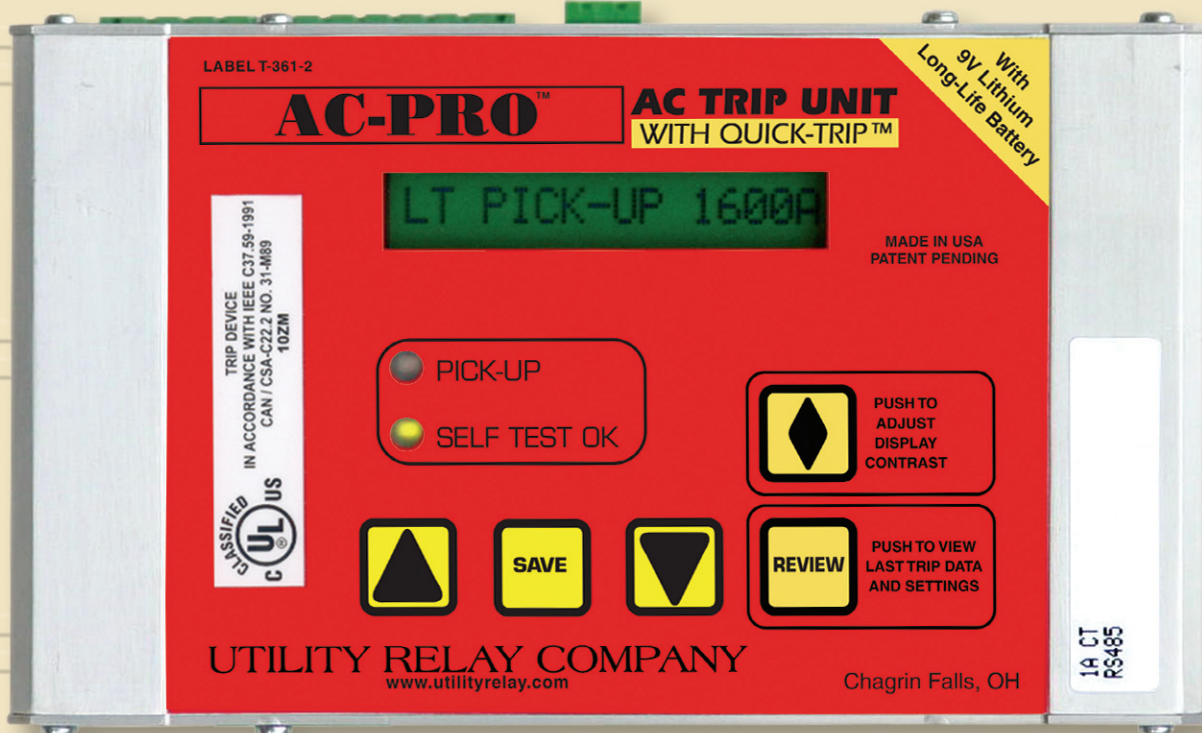 LABEL T-361-2
AC-PRO™
AC TRIP UNIT
WITH QUICK-TRIP™
With
9V Lithium
Long-Life Battery
LT PICK-UP 1600A
MADE IN USA
PATENT PENDING
TRIP DEVICE
IN ACCORDANCE WITH IEEE C37.59-1991
CAN / CSA-C22.2 NO. 31-M89
10ZM
CLASSIFIED
C UL® US
PICK-UP
SELF TEST OK
PUSH TO
ADJUST
DISPLAY
CONTRAST
SAVE
REVIEW
PUSH TO VIEW
LAST TRIP DATA
AND SETTINGS
UTILITY RELAY COMPANY
www.utilityrelay.com
Chagrin Falls, OH
1A CT
RS485